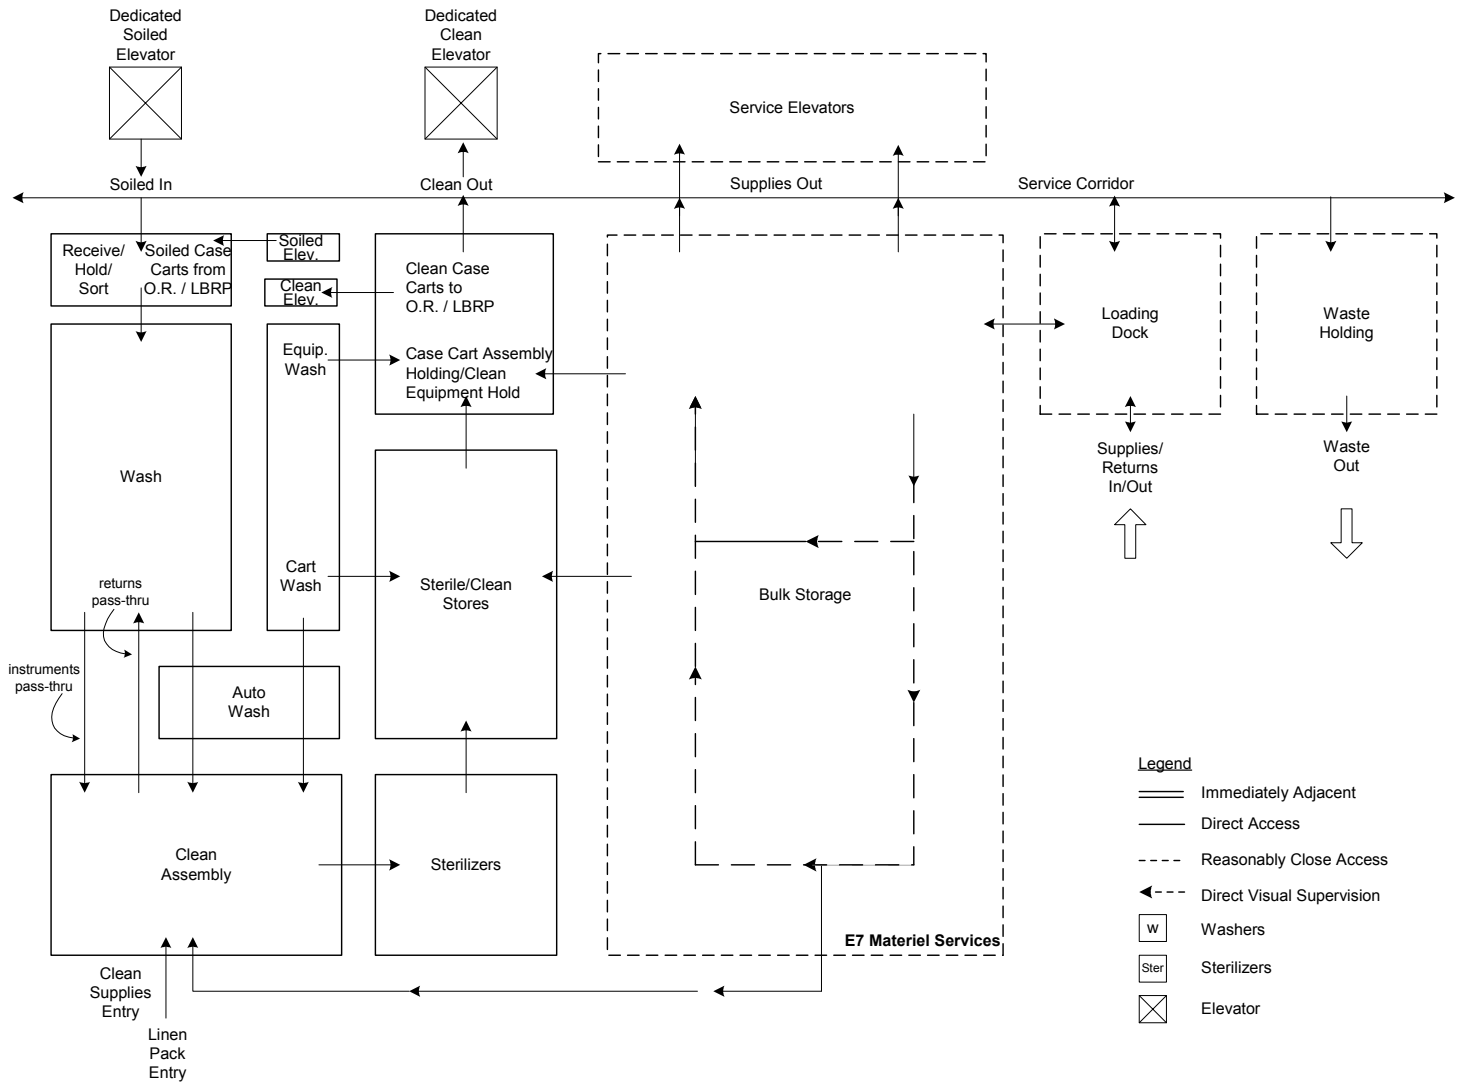 Dedicated
Soiled
Elevator
Dedicated
Clean
Elevator
Service Elevators
Soiled In
Clean Out
Supplies Out
Service Corridor
Receive/
Hold/
Sort
Soiled Case
Carts from
O.R. / LBRP
Soiled
Elev.
Clean
Elev.
Clean Case
Carts to
O.R. / LBRP
Equip.
Wash
Case Cart Assembly
Holding/Clean
Equipment Hold
Loading
Dock
Waste
Holding
Supplies/
Returns
In/Out
Waste
Out
Wash
Cart
Wash
returns
pass-thru
Sterile/Clean
Stores
Bulk Storage
instruments
pass-thru
Auto
Wash
Clean
Assembly
Sterilizers
E7 Materiel Services
Clean
Supplies
Entry
Linen
Pack
Entry
Legend
Immediately Adjacent
Direct Access
Reasonably Close Access
Direct Visual Supervision
W
Washers
Ster
Sterilizers
Elevator